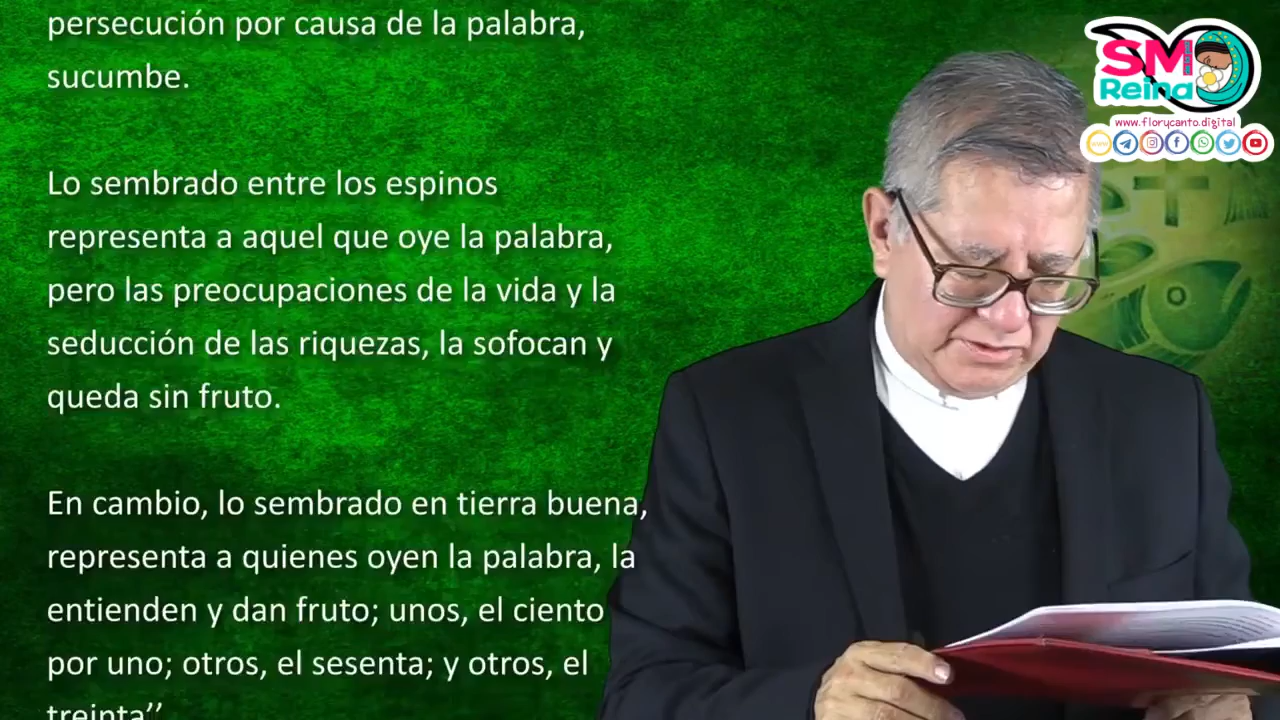 persecución por causa de la palabra,
sucumbe.
Lo sembrado entre los espinos
representa a aquel que oye la palabra,
pero las preocupaciones de la vida y la
seducción de las riquezas, la sofocan y
queda sin fruto.
En cambio, lo sembrado en tierra buena,
representa a quienes oyen la palabra, la
entienden y dan fruto; unos, el ciento
por uno; otros, el sesenta; y otros, el
treinta’’
SM
Reina
www.florycanto.digital